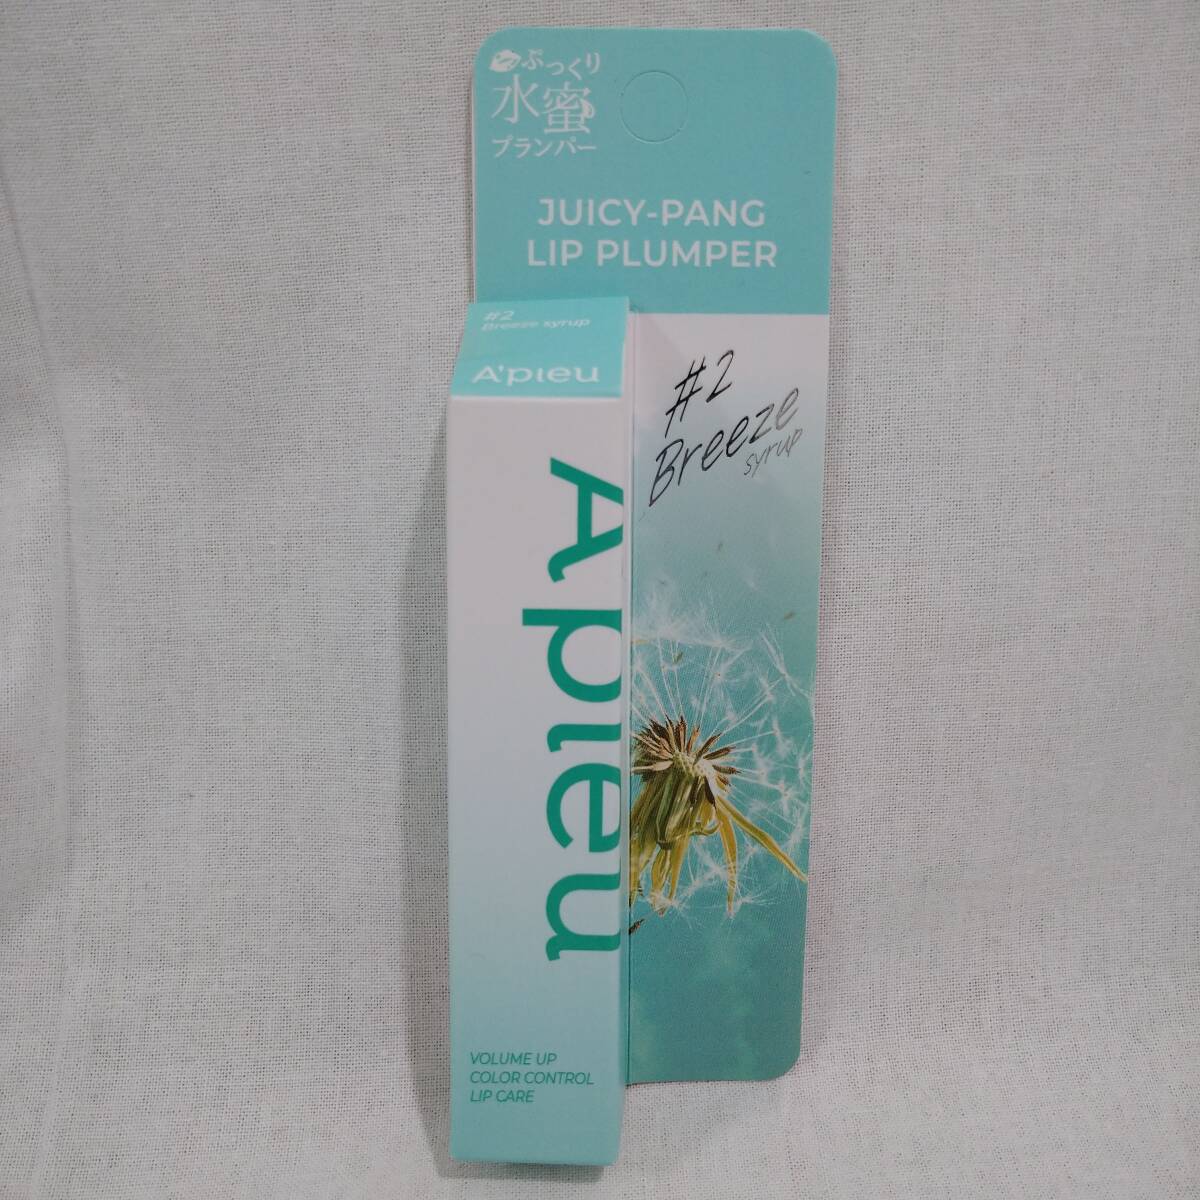 ぷっくり
水蜜
プランパー
JUICY-PANG
LIP PLUMPER
#2
Breeze syrup
A'pieu
#2
Breeze
syrup
A'pieu
VOLUME UP
COLOR CONTROL
LIP CARE